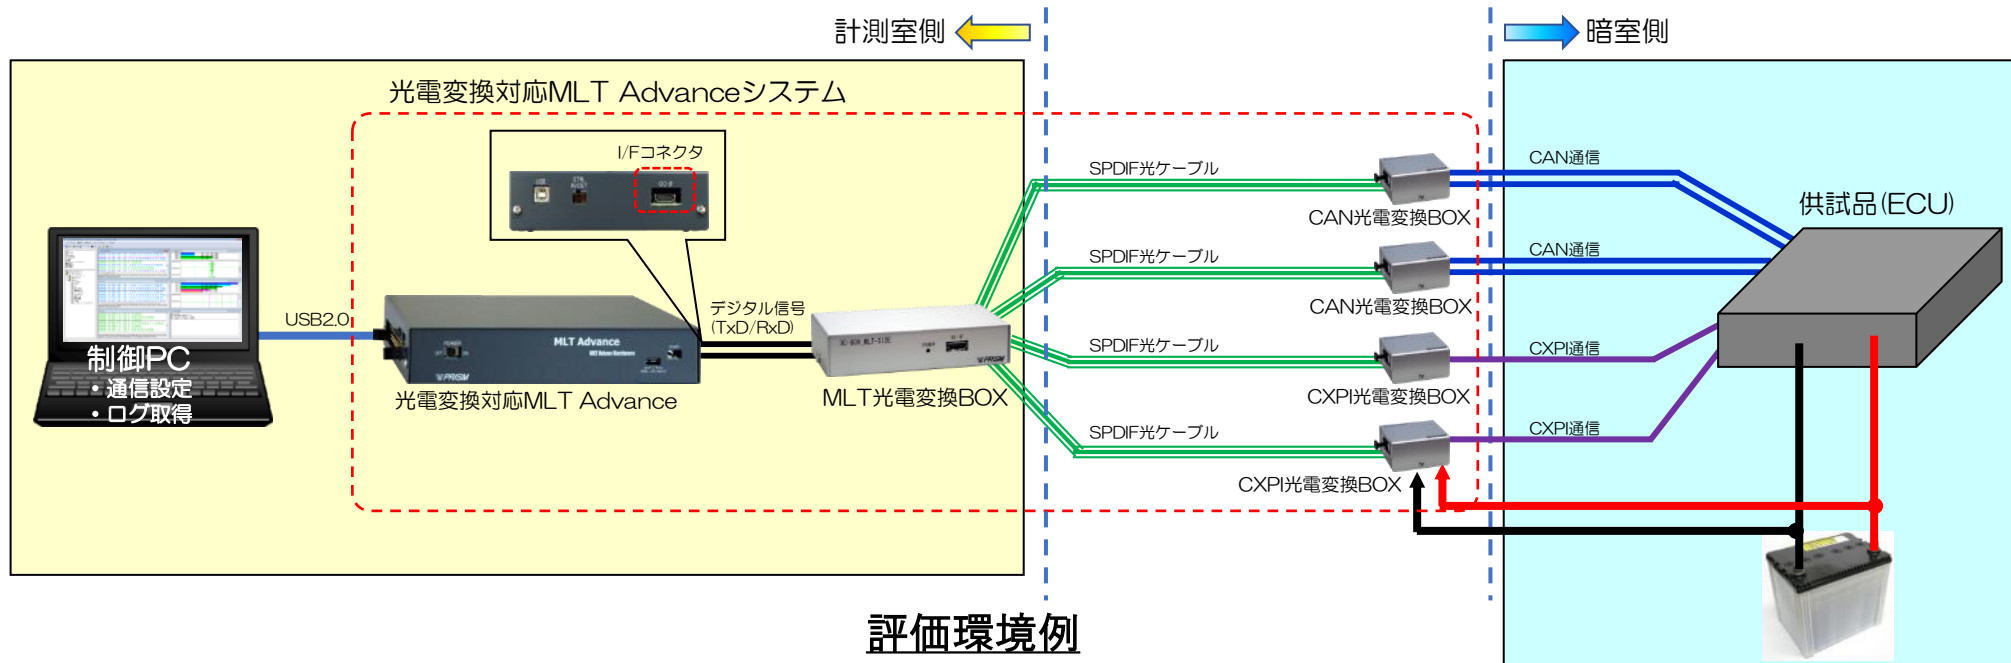 計測室側
暗室側
光電変換対応MLT Advanceシステム
I/Fコネクタ
USB
SPDIF光ケーブル
CAN通信
CAN光電変換BOX
供試品(ECU)
SPDIF光ケーブル
CAN通信
CAN光電変換BOX
USB2.0
デジタル信号
(TxD/RxD)
MLT Advance
POWER
PRISM
PRISM
制御PC
・通信設定
・ログ取得
光電変換対応MLT Advance
MLT光電変換BOX
SPDIF光ケーブル
CXPI通信
CXPI光電変換BOX
SPDIF光ケーブル
CXPI通信
CXPI光電変換BOX
評価環境例